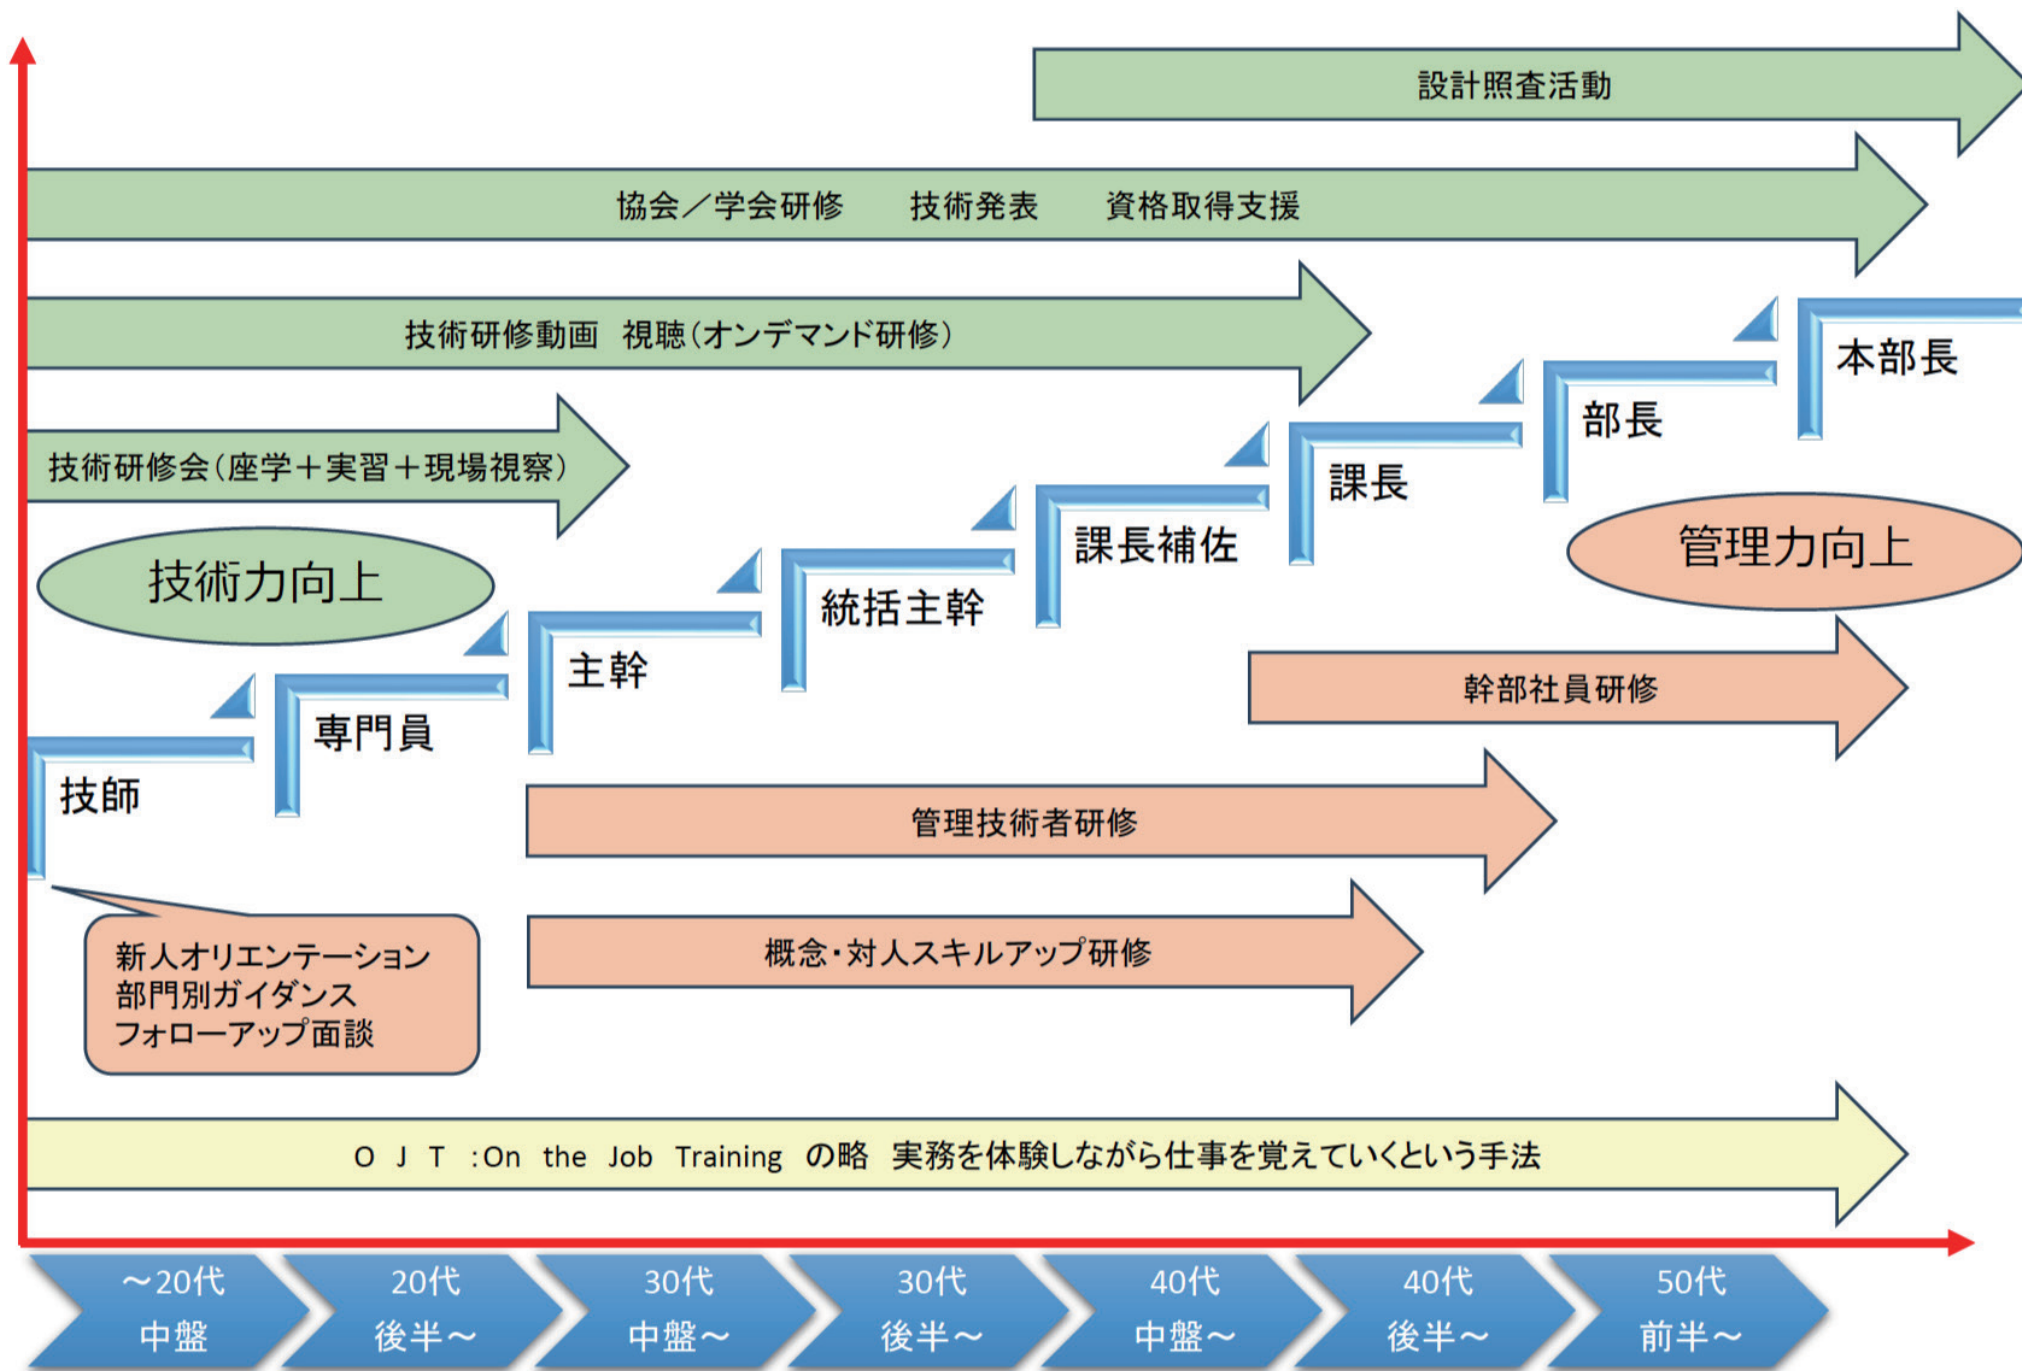 設計照査活動
協会／学会研修　技術発表　資格取得支援
技術研修動画 視聴（オンデマンド研修）
本部長
部長
技術研修会（座学＋実習＋現場視察）
課長
課長補佐
管理力向上
技術力向上
統括主幹
主幹
幹部社員研修
専門員
技師
管理技術者研修
概念・対人スキルアップ研修
新人オリエンテーション
部門別ガイダンス
フォローアップ面談
O J T :On the Job Training の略 実務を体験しながら仕事を覚えていくという手法
～20代
中盤
20代
後半～
30代
中盤～
30代
後半～
40代
中盤～
40代
後半～
50代
前半～